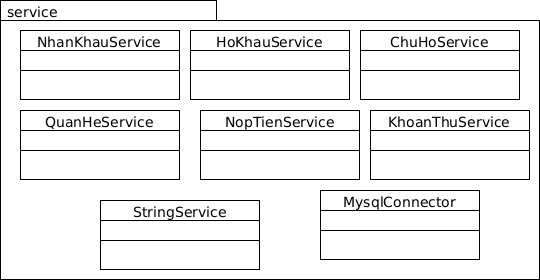 service
NhanKhauService
HoKhauService
ChuHoService
QuanHeService
NopTienService
KhoanThuService
StringService
MysqlConnector